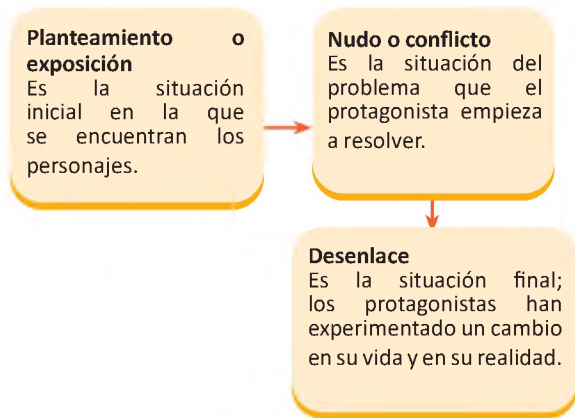 Planteamiento o
exposición
Es la situación
inicial en la que
se encuentran los
personajes.
Nudo o conflicto
Es la situación del
problema que el
protagonista empieza
a resolver.
Desenlace
Es la situación final;
los protagonistas han
experimentado un cambio
en su vida y en su realidad.